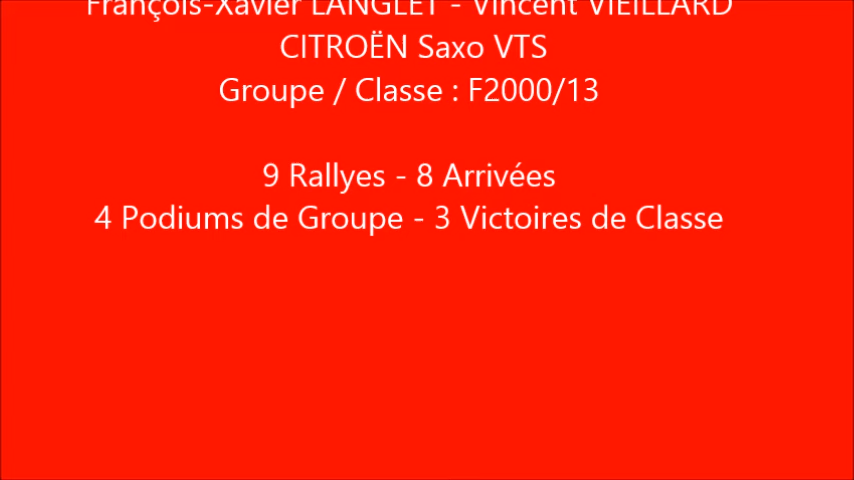 François-Xavier LANGLET - Vincent VIEILLARD
CITROËN Saxo VTS
Groupe / Classe : F2000/13
9 Rallyes - 8 Arrivées
4 Podiums de Groupe - 3 Victoires de Classe